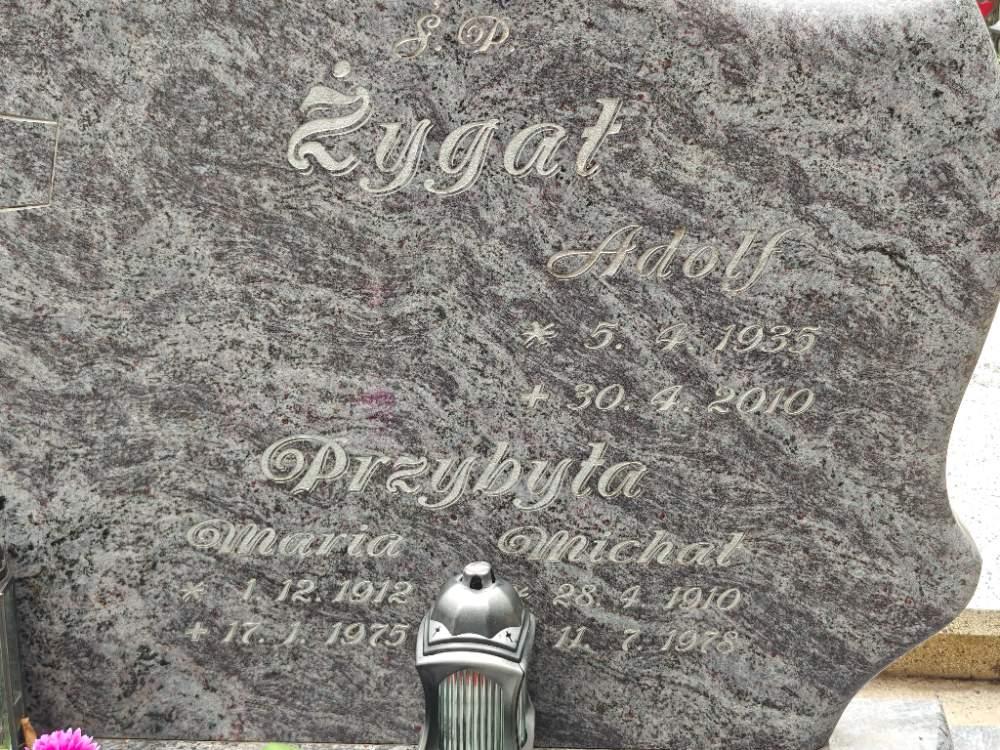 Ś. P.
Żygał
Adolf
* 5. 4 1935
+ 30. 4. 2010
Przybyła
Maria Michał
* 1. 12. 1912 * 28 4 1910
+ 17. 1. 1975 11. 7. 1978